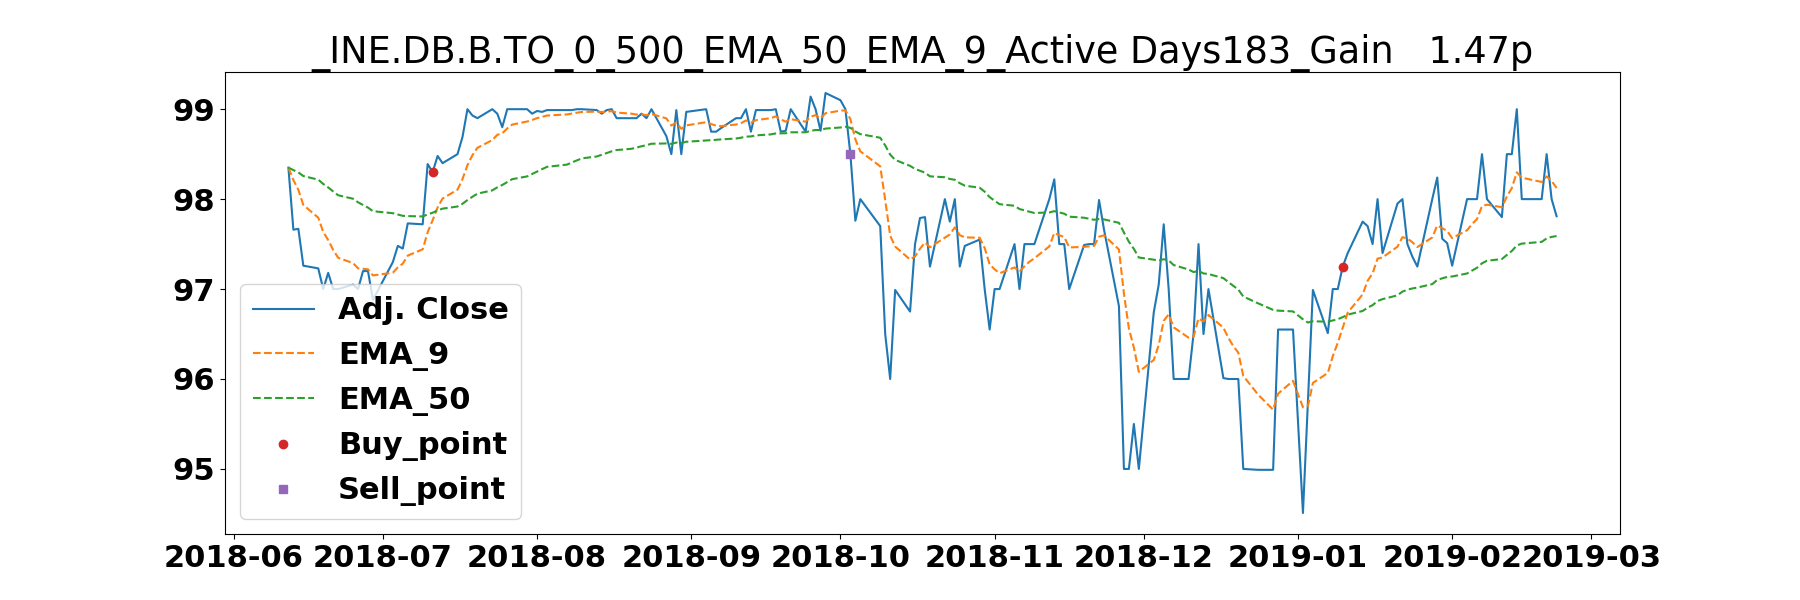 _INE.DB.B.TO_0_500_EMA_50_EMA_9_Active Days183_Gain   1.47p
99
98
97
96
95
Adj. Close
EMA_9
EMA_50
Buy_point
Sell_point
2018-06 2018-07 2018-08 2018-09 2018-10 2018-11 2018-12 2019-01 2019-02 2019-03